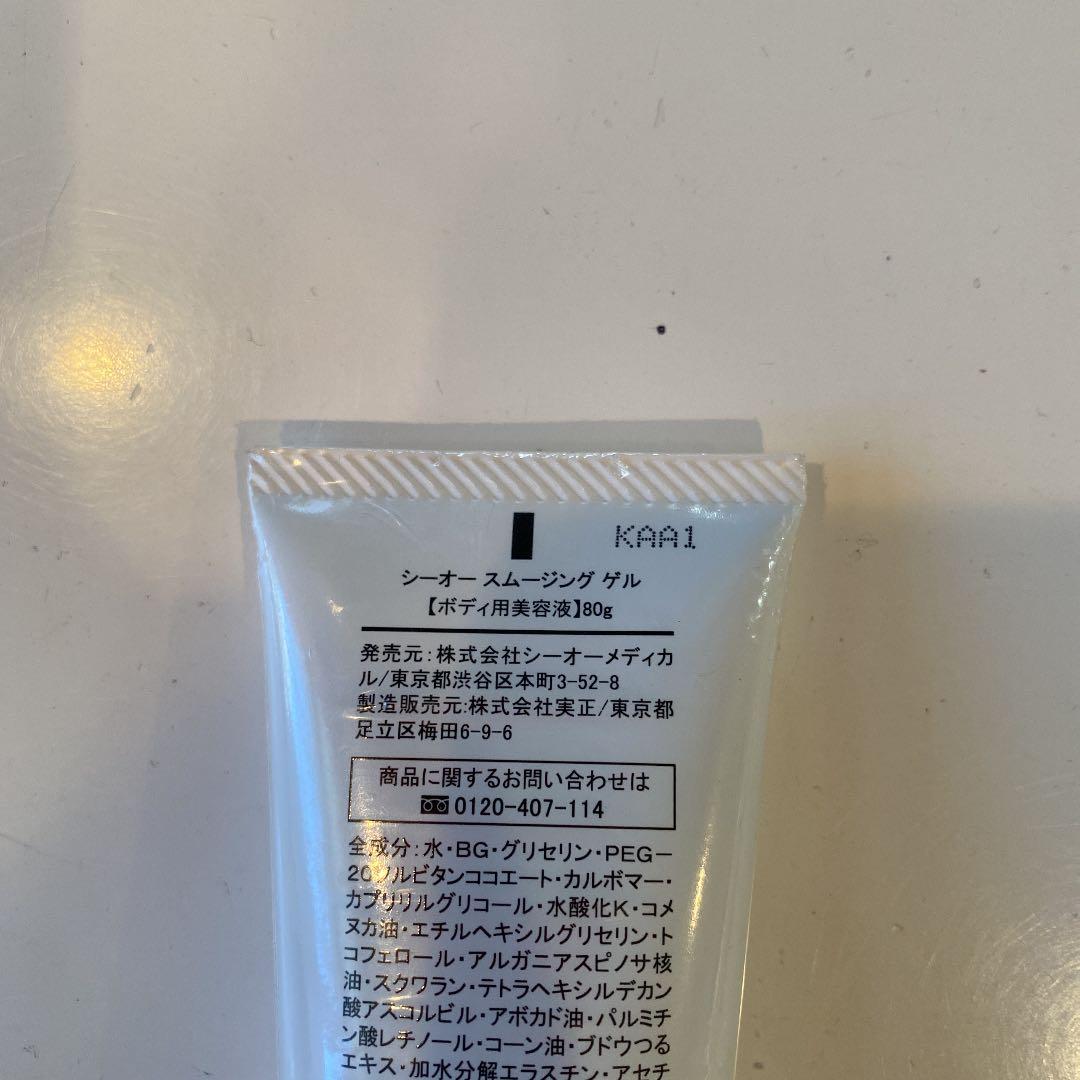 KAA1
シーオー スムージング ゲル
【ボディ用美容液】80g
発売元:株式会社シーオーメディカ
ル/東京都渋谷区本町3-52-8
製造販売元:株式会社実正/東京都
足立区梅田6-9-6
商品に関するお問い合わせは
0120-407-114
全成分:水・BG・グリセリン・PEG-
20ソルビタンココエート・カルボマー・
カプリリルグリコール・水酸化K・コメ
ヌカ油・エチルヘキシルグリセリン・ト
コフェロール・アルガニアスピノサ核
油・スクワラン・テトラヘキシルデカン
酸アスコルビル・アボカド油・パルミチ
ン酸レチノール・コーン油・ブドウつる
エキス・加水分解エラスチン・アセチ